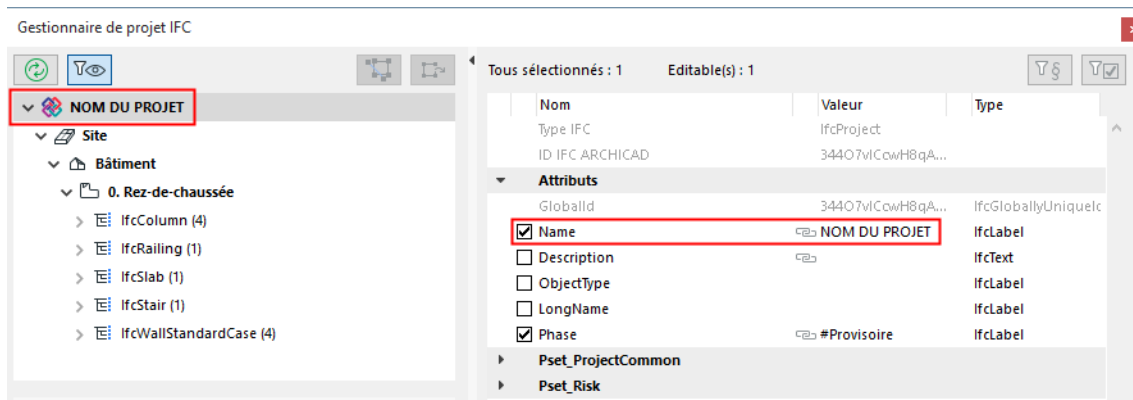 Gestionnaire de projet IFC
Tous sélectionnés : 1 Editable(s) : 1
NOM DU PROJET
Site
Bâtiment
0. Rez-de-chaussée
IfcColumn (4)
IfcRailing (1)
IfcSlab (1)
IfcStair (1)
IfcWallStandardCase (4)
Nom Valeur Type
Type IFC IfcProject
ID IFC ARCHICAD 344O7vICcwH8qA...
Attributs
GlobalId 344O7vICcwH8qA... IfcGloballyUniqueIc
Name NOM DU PROJET IfcLabel
Description IfcText
ObjectType IfcLabel
LongName IfcLabel
Phase #Provisoire IfcLabel
Pset_ProjectCommon
Pset_Risk